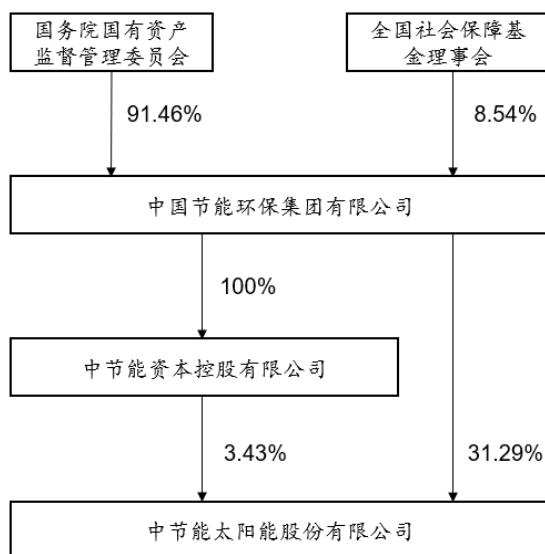 国务院国有资产
监督管理委员会
全国社会保障基
金理事会
91.46%
8.54%
中国节能环保集团有限公司
100%
中节能资本控股有限公司
3.43%
31.29%
中节能太阳能股份有限公司